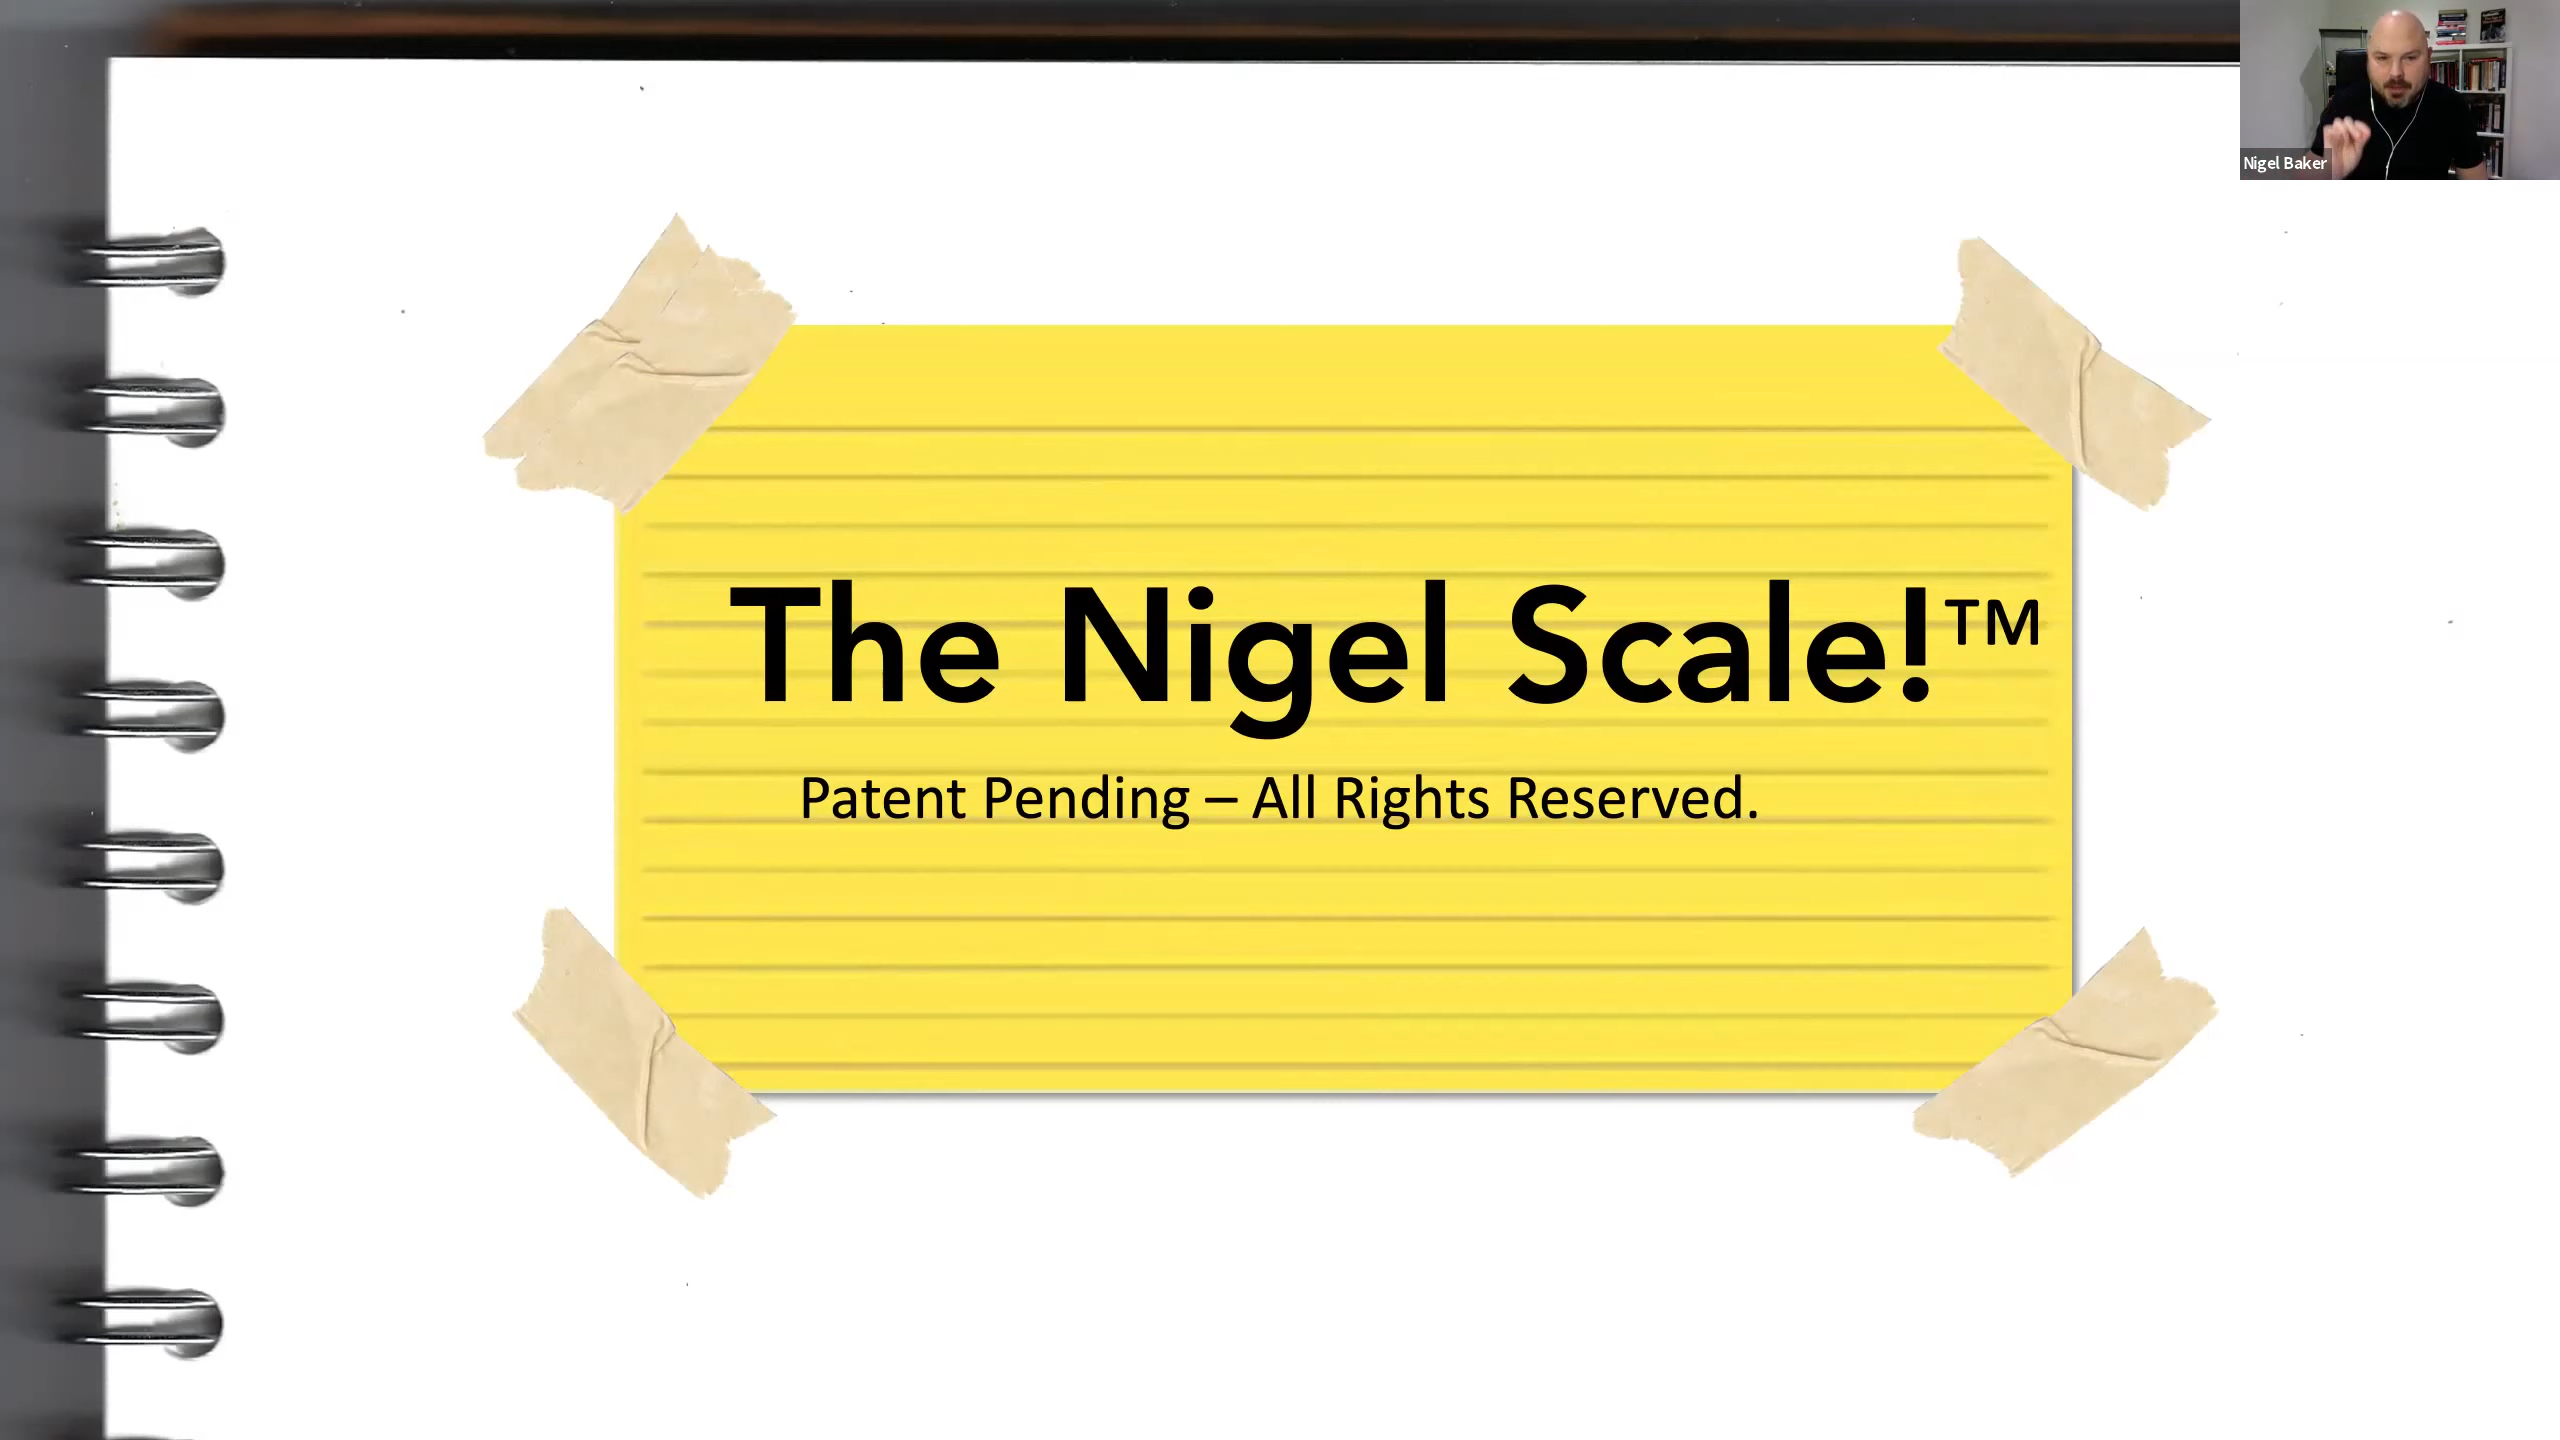 Nigel Baker
The Nigel Scale!™
Patent Pending – All Rights Reserved.